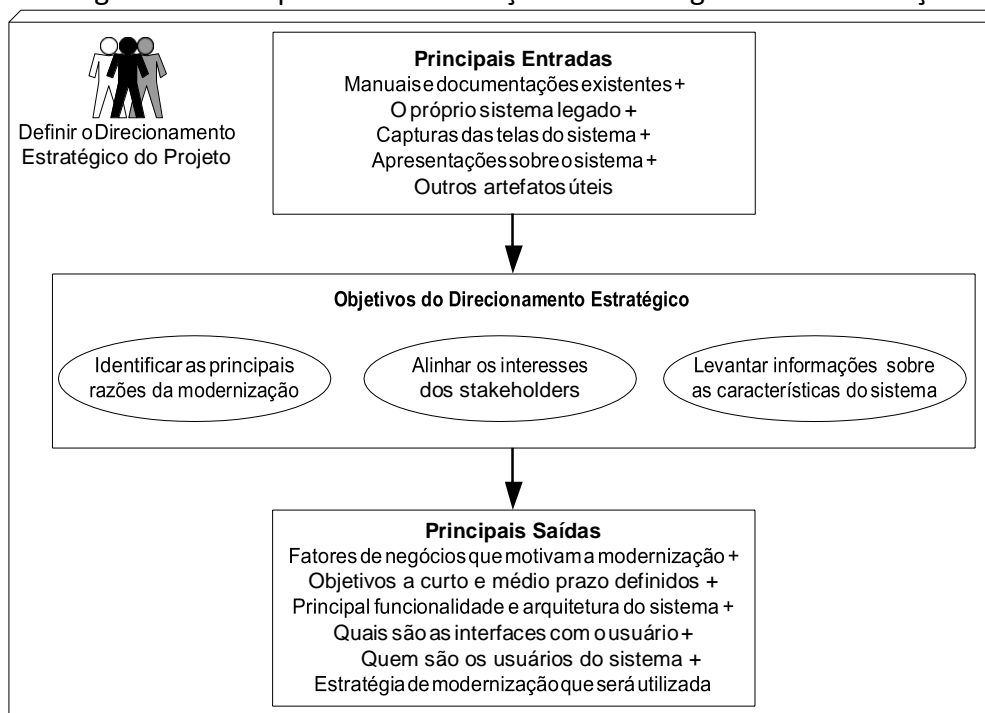 Principais Entradas
Manuais e documentações existentes +
O próprio sistema legado +
Capturas das telas do sistema +
Apresentações sobre o sistema +
Outros artefatos úteis
Definir o Direcionamento
Estratégico do Projeto
Objetivos do Direcionamento Estratégico
Identificar as principais
razões da modernização
Alinhar os interesses
dos stakeholders
Levantar informações sobre
as características do sistema
Principais Saídas
Fatores de negócios que motivam a modernização +
Objetivos a curto e médio prazo definidos +
Principal funcionalidade e arquitetura do sistema +
Quais são as interfaces com o usuário +
Quem são os usuários do sistema +
Estratégia de modernização que será utilizada